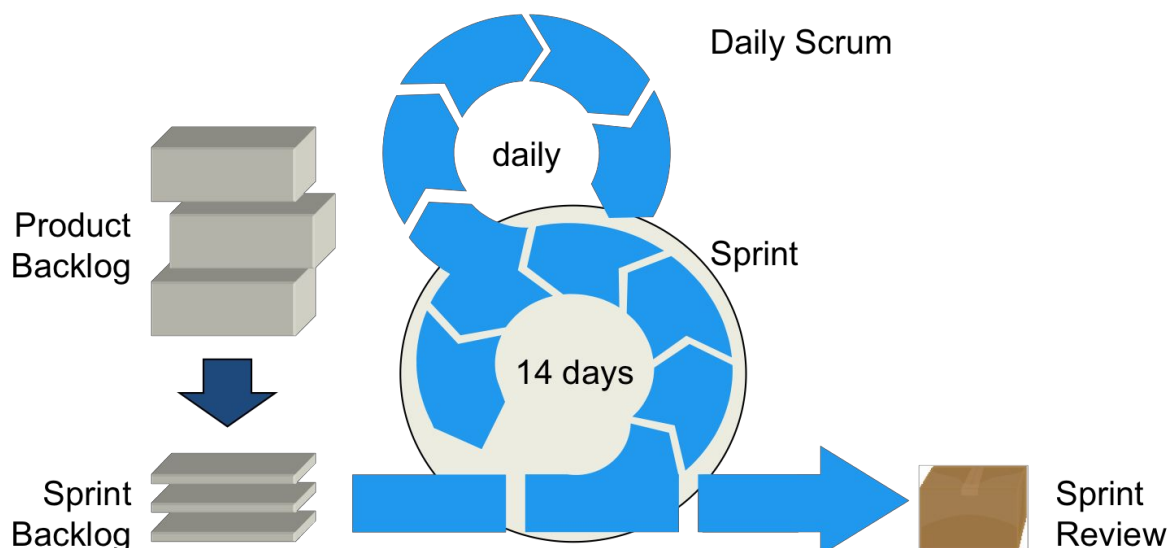 Daily Scrum
daily
Product
Backlog
Sprint
14 days
Sprint
Backlog
Sprint
Review